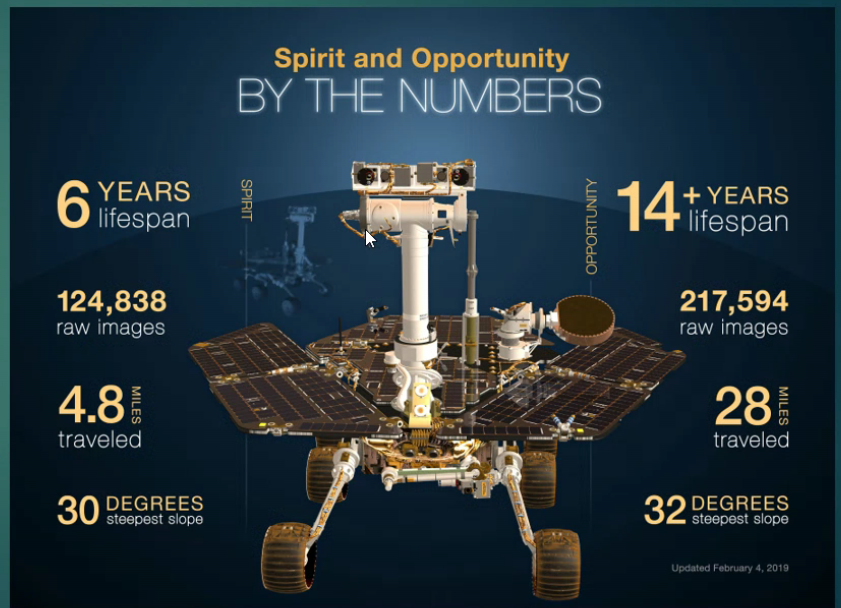 Spirit and Opportunity
BY THE NUMBERS
SPIRIT
6 YEARS
lifespan
124,838
raw images
4.8 MILES
traveled
30 DEGREES
steepest slope
OPPORTUNITY
14+ YEARS
lifespan
217,594
raw images
28 MILES
traveled
32 DEGREES
steepest slope
Updated February 4, 2019